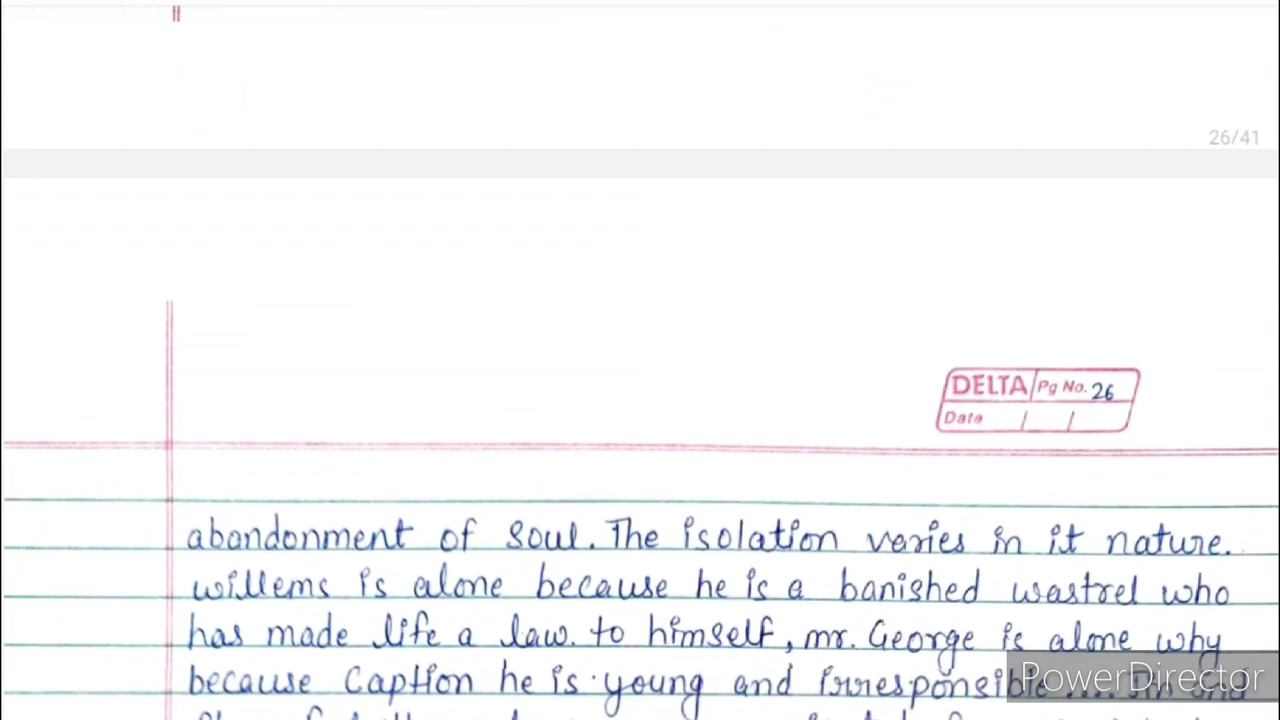 26/41
DELTA Pg No. 26
Date / /
abandonment of soul. The isolation varies in it nature.
willems is alone because he is a banished wastrel who
has made life a law to himself, mr. George is alone why
because Caption he is young and irresponsible
PowerDirector